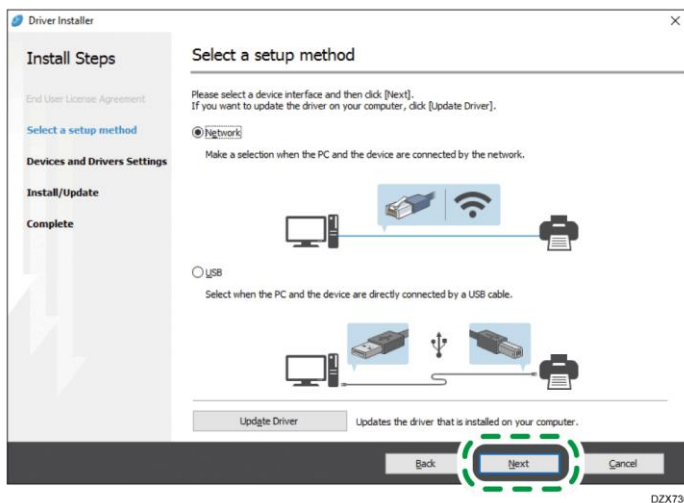 Driver Installer
Install Steps
End User License Agreement
Select a setup method
Devices and Drivers Settings
Install/Update
Complete
Select a setup method
Please select a device interface and then click [Next].
If you want to update the driver on your computer, click [Update Driver].
Network
Make a selection when the PC and the device are connected by the network.
USB
Select when the PC and the device are directly connected by a USB cable.
Update Driver
Updates the driver that is installed on your computer.
Back
Next
Cancel
DZX73